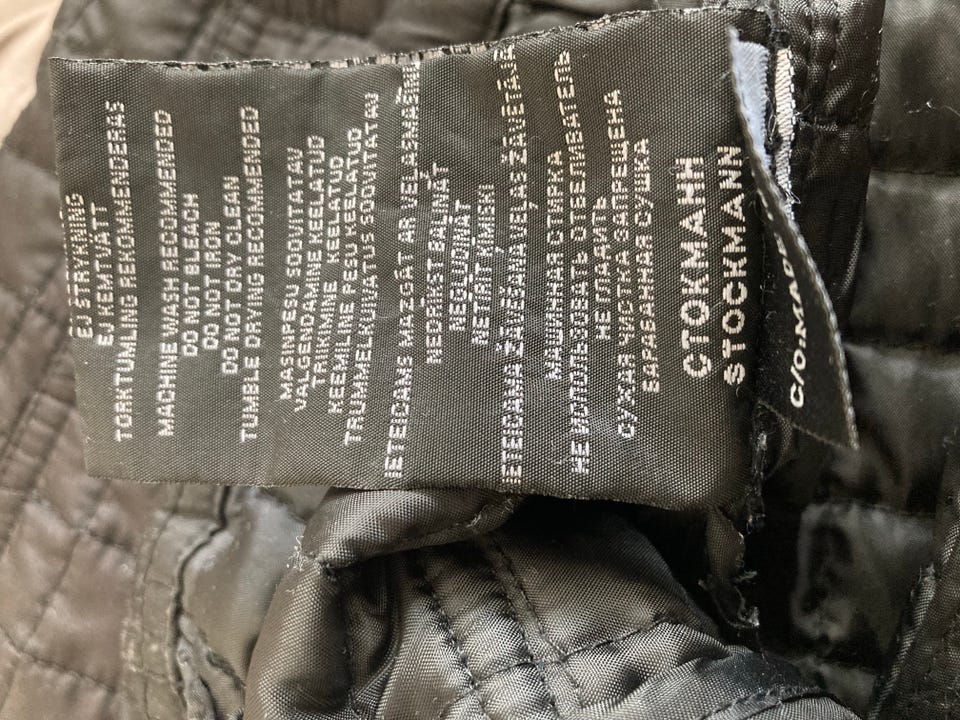 EJ STRYKNING
EJ KEMTVÄTT
TORKTUMLING REKOMMENDERAS
MACHINE WASH RECOMMENDED
DO NOT BLEACH
DO NOT IRON
DO NOT DRY CLEAN
TUMBLE DRYING RECOMMENDED
MASINPESU SOOVITATAV
VALGENDAMINE KEELATUD
TRIIKIMINE KEELATUD
KEEMILINE PESU KEELATUD
TRUMMELKUIVATUS SOOVITATAV
IETEICAMS MAZGĀT AR VEĻASMAŠĪNU
NEDRĪKST BALINĀT
NEGLUDINĀT
NETĪRĪT ĶĪMISKI
IETEICAMA ŽĀVĒŠANA VEĻAS ŽĀVĒTĀJĀ
МАШИННАЯ СТИРКА
НЕ ИСПОЛЬЗОВАТЬ ОТБЕЛИВАТЕЛЬ
НЕ ГЛАДИТЬ
СУХАЯ ЧИСТКА ЗАПРЕЩЕНА
БАРАБАННАЯ СУШКА
СТОКМАНН
STOCKMANN
C/O.MADE